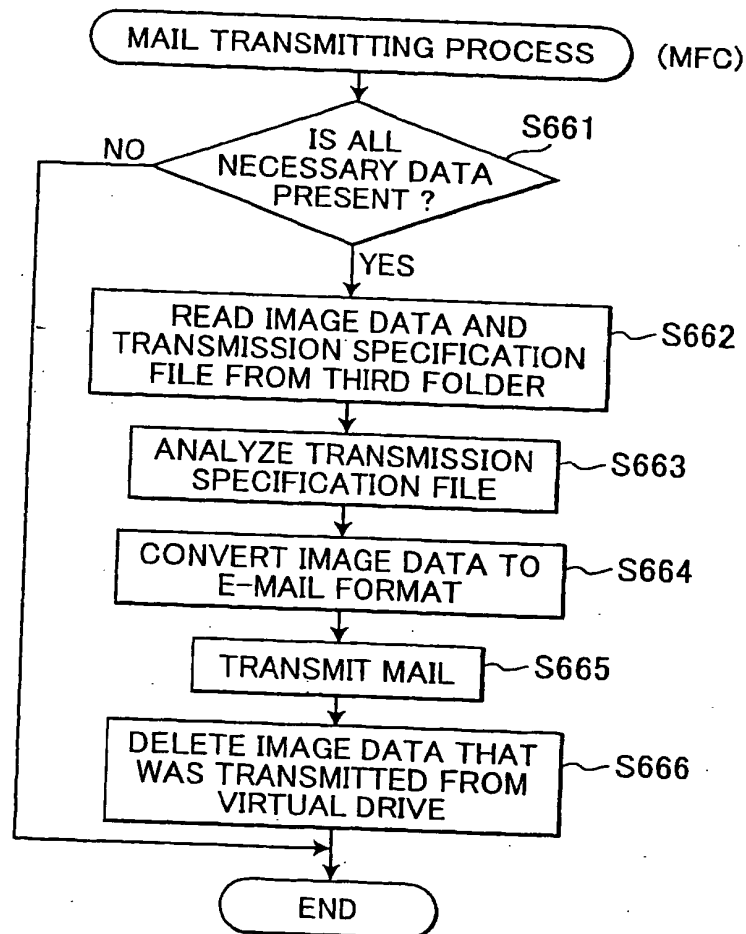 MAIL TRANSMITTING PROCESS (MFC)
S661
NO
IS ALL
NECESSARY DATA
PRESENT ?
YES
READ IMAGE DATA AND
TRANSMISSION SPECIFICATION
FILE FROM THIRD FOLDER
S662
ANALYZE TRANSMISSION
SPECIFICATION FILE
S663
CONVERT IMAGE DATA TO
E-MAIL FORMAT
S664
TRANSMIT MAIL
S665
DELETE IMAGE DATA THAT
WAS TRANSMITTED FROM
VIRTUAL DRIVE
S666
END